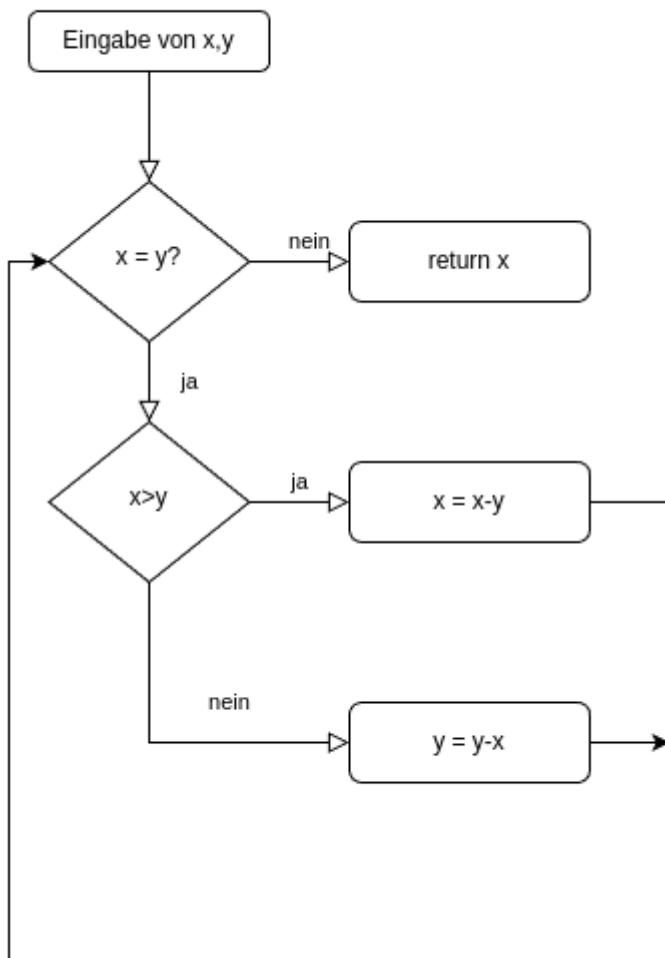 Eingabe von x,y
x = y?
nein
return x
ja
x>y
ja
x = x-y
nein
y = y-x